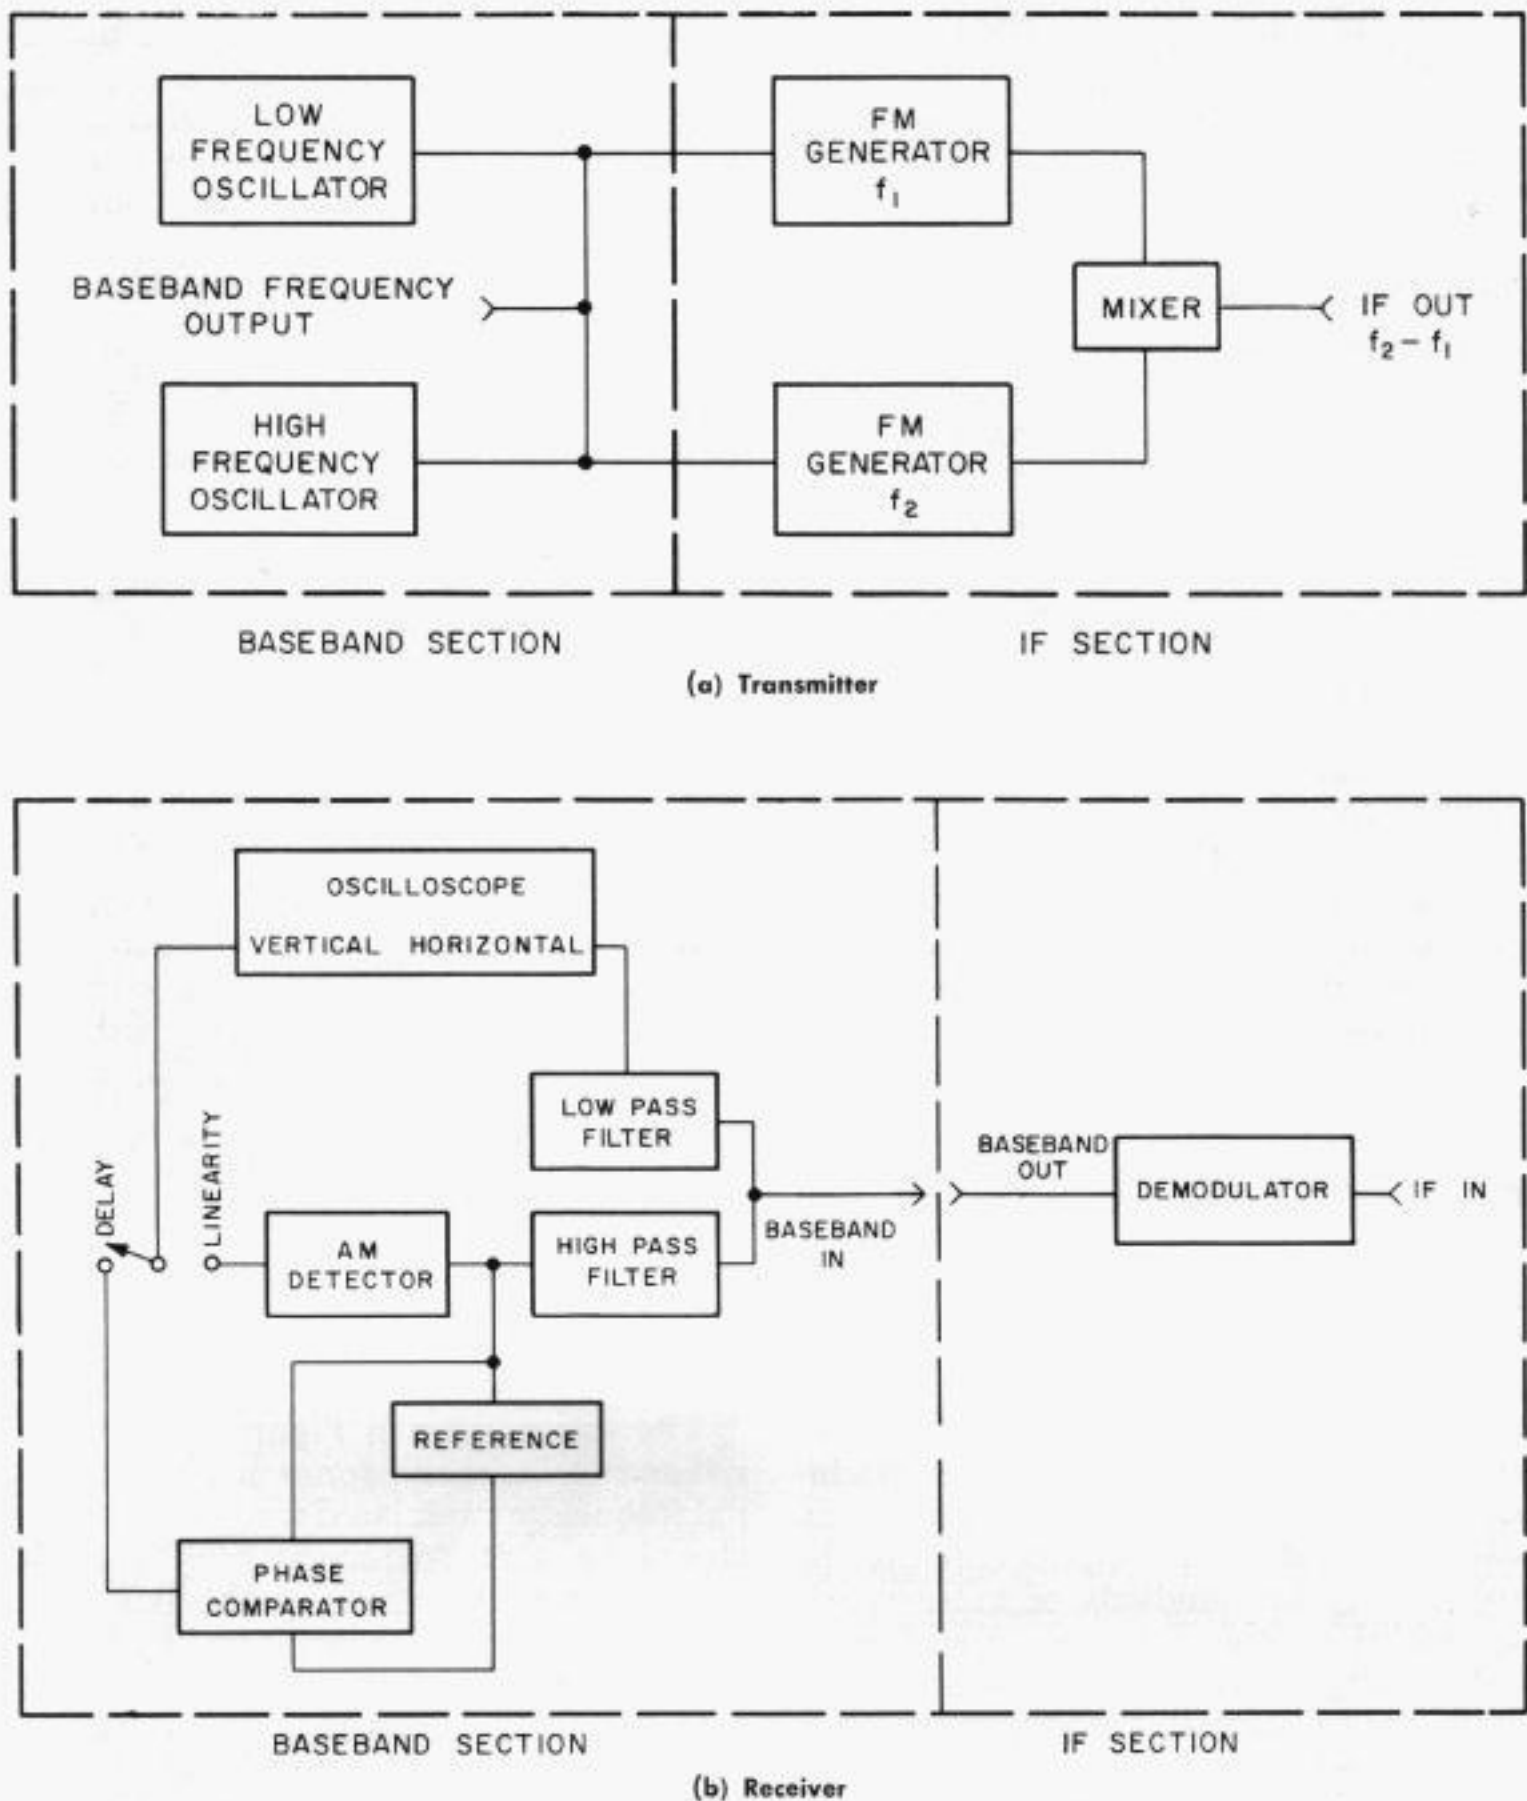 LOW
FREQUENCY
OSCILLATOR
FM
GENERATOR
f₁
BASEBAND FREQUENCY
OUTPUT
MIXER
IF OUT
f₂ – f₁
HIGH
FREQUENCY
OSCILLATOR
FM
GENERATOR
f₂
BASEBAND SECTION
IF SECTION
(a) Transmitter
OSCILLOSCOPE
VERTICAL HORIZONTAL
LOW PASS
FILTER
DELAY
LINEARITY
AM
DETECTOR
HIGH PASS
FILTER
BASEBAND
IN
BASEBAND
OUT
DEMODULATOR
IF IN
REFERENCE
PHASE
COMPARATOR
BASEBAND SECTION
IF SECTION
(b) Receiver